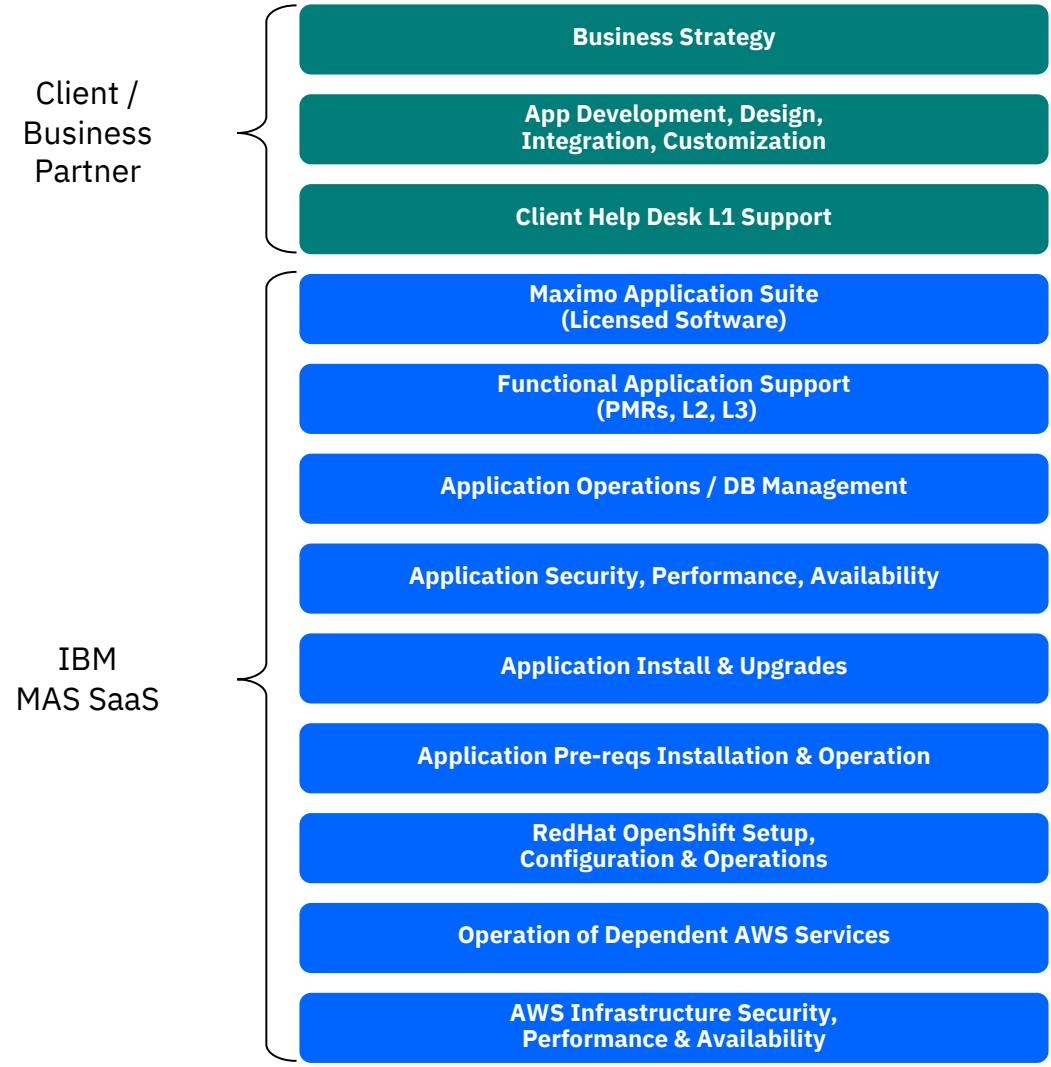 Client /
Business
Partner
Business Strategy
App Development, Design,
Integration, Customization
Client Help Desk L1 Support
IBM
MAS SaaS
Maximo Application Suite
(Licensed Software)
Functional Application Support
(PMRs, L2, L3)
Application Operations / DB Management
Application Security, Performance, Availability
Application Install & Upgrades
Application Pre-reqs Installation & Operation
RedHat OpenShift Setup,
Configuration & Operations
Operation of Dependent AWS Services
AWS Infrastructure Security,
Performance & Availability